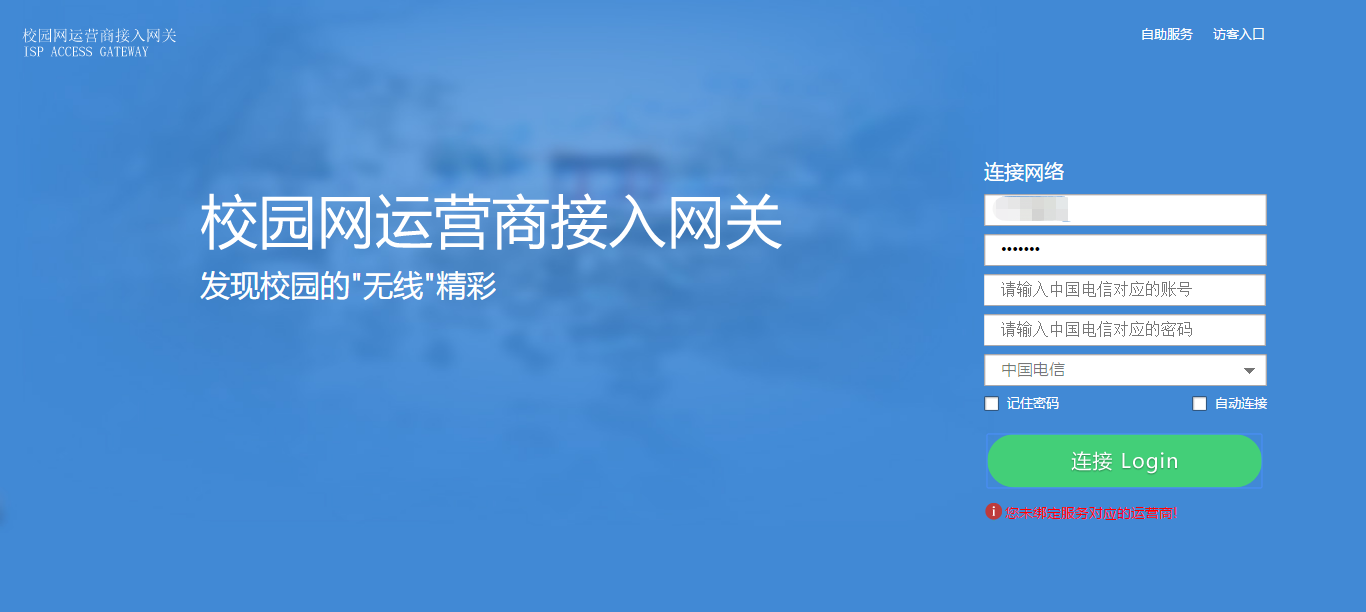 校园网运营商接入网关
ISP ACCESS GATEWAY
自助服务 访客入口
校园网运营商接入网关
发现校园的"无线"精彩
连接网络
•••••••
请输入中国电信对应的账号
请输入中国电信对应的密码
中国电信
记住密码 自动连接
连接 Login
您未绑定服务对应的运营商!